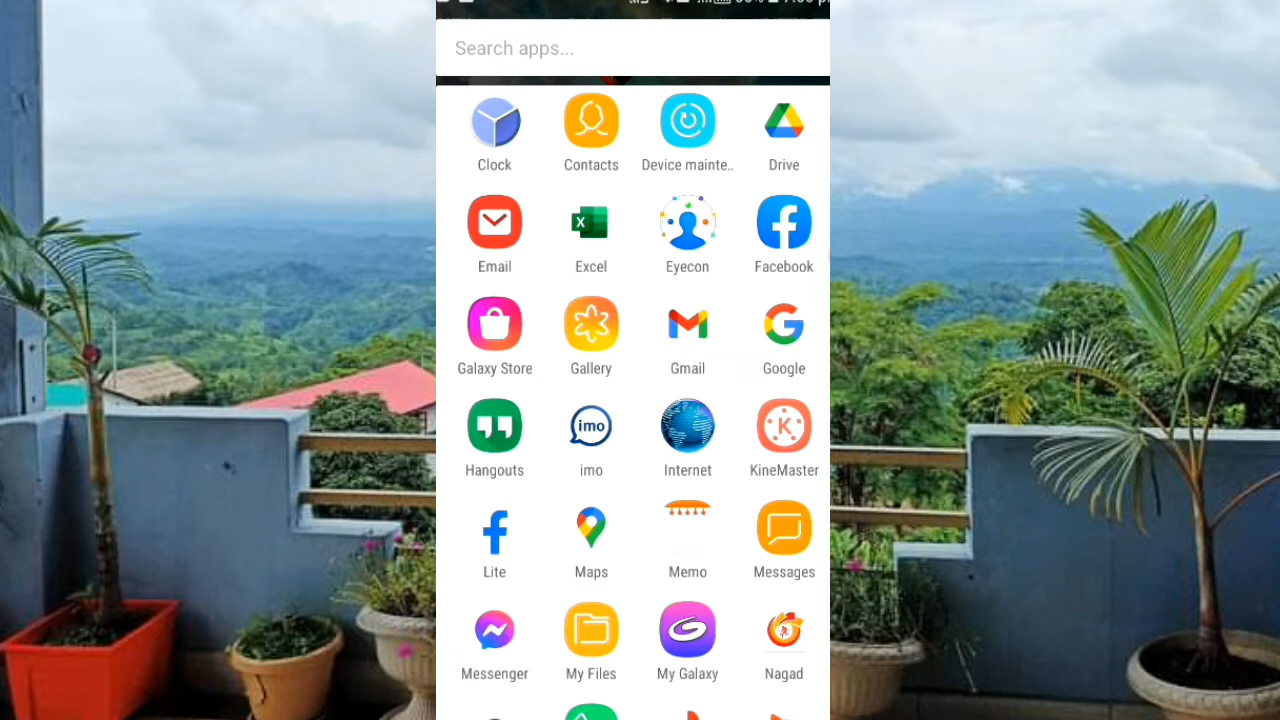 Search apps...
Clock Contacts Device mainte.. Drive
Email Excel Eyecon Facebook
Galaxy Store Gallery Gmail Google
imo
Hangouts imo Internet KineMaster
Lite Maps Memo Messages
Messenger My Files My Galaxy Nagad